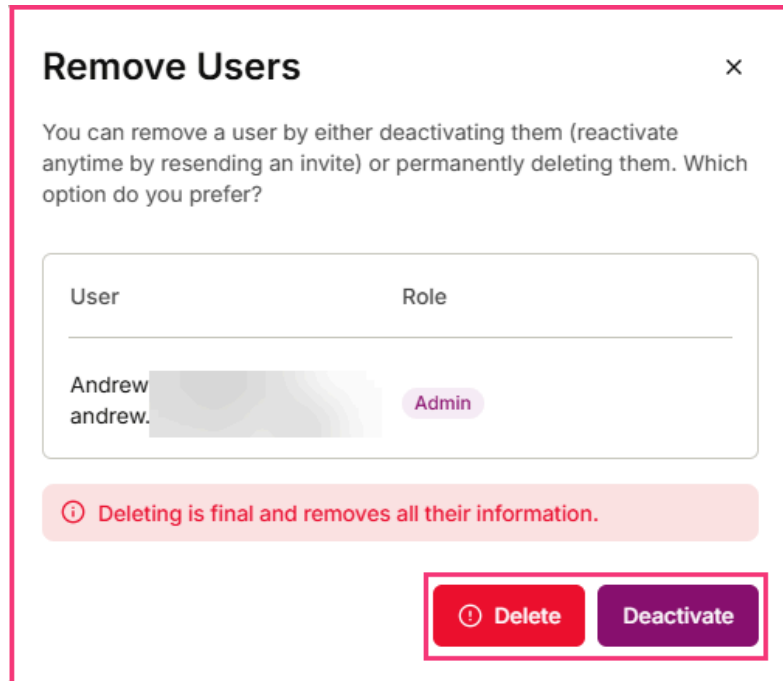 Remove Users
You can remove a user by either deactivating them (reactivate
anytime by resending an invite) or permanently deleting them. Which
option do you prefer?
User Role
Andrew
andrew.
Admin
Deleting is final and removes all their information.
Delete Deactivate